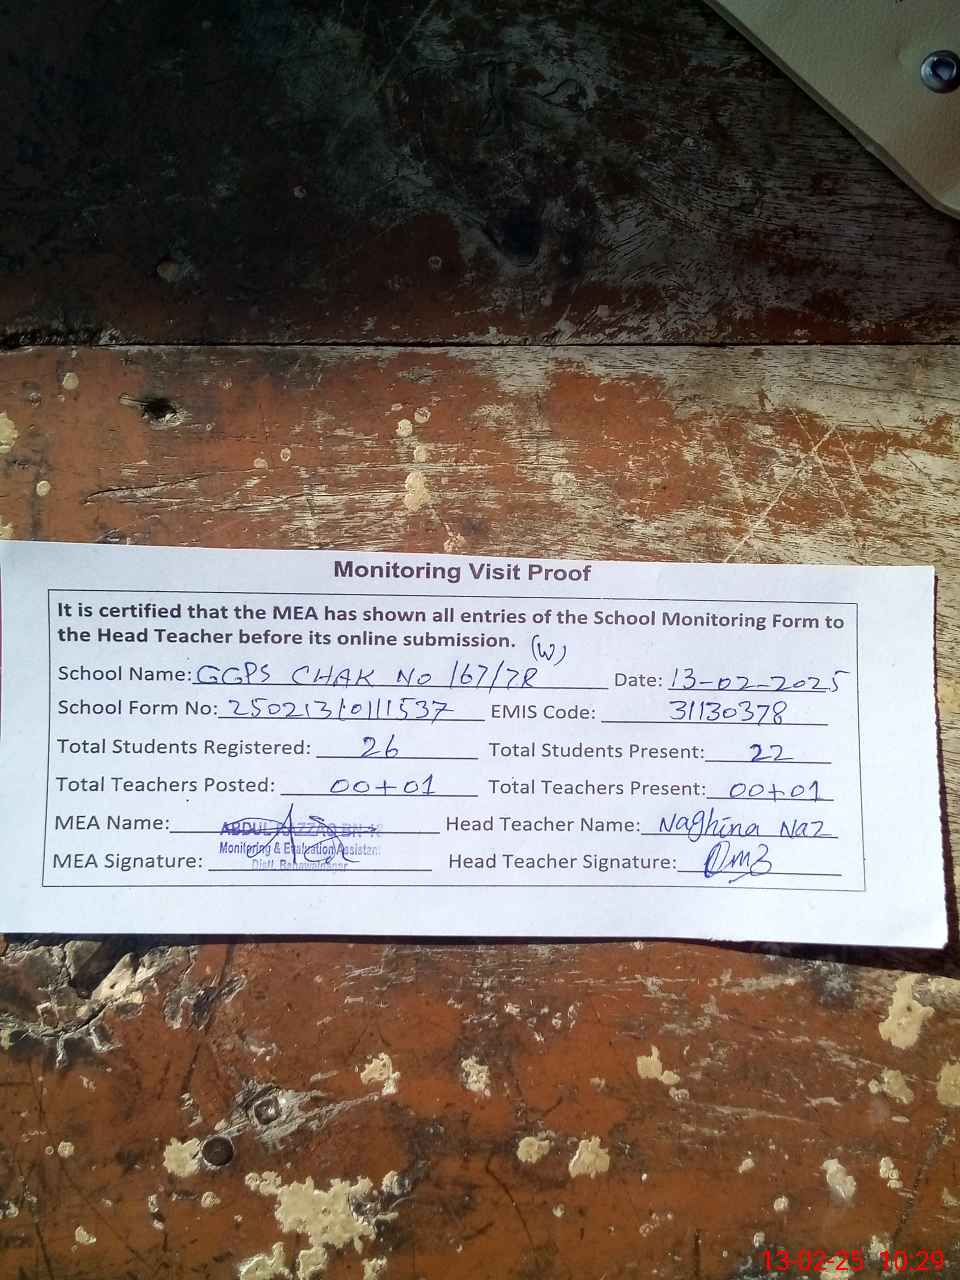 Monitoring Visit Proof
It is certified that the MEA has shown all entries of the School Monitoring Form to
the Head Teacher before its online submission.
(W)
School Name: GGPS CHAK NO 167/7R Date: 13-02-2025
School Form No: EMIS Code: 31130378
Total Students Registered: 26 Total Students Present: 22
Total Teachers Posted: 00+01 Total Teachers Present: 00+01
MEA Name: ABDUL RAZZAQ Head Teacher Name: Naghina Naz
Monitoring & Evaluation Assistant
MEA Signature: Head Teacher Signature:
Distt. Bahawalnagar
13-02-25 10:29